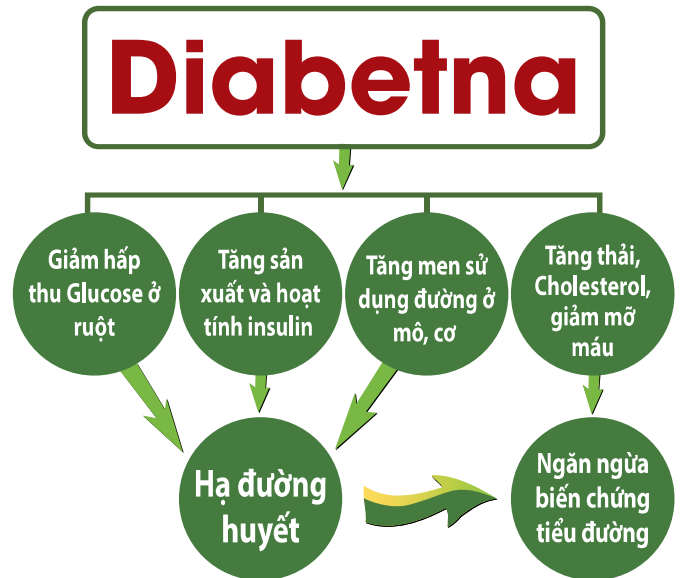 Diabetna
Giảm hấp
thu Glucose ở
ruột
Tăng sản
xuất và hoạt
tính insulin
Tăng men sử
dụng đường ở
mô, cơ
Tăng thải,
Cholesterol,
giảm mỡ
máu
Hạ đường
huyết
Ngăn ngừa
biến chứng
tiểu đường